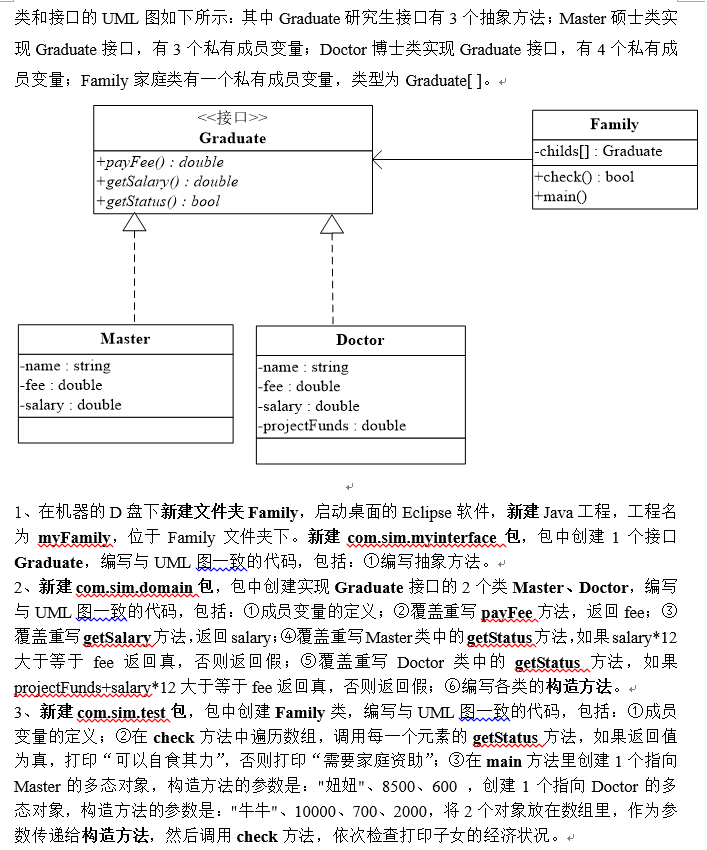 类和接口的 UML 图如下所示：其中 Graduate 研究生接口有 3 个抽象方法；Master 硕士类实
现 Graduate 接口，有 3 个私有成员变量；Doctor 博士类实现 Graduate 接口，有 4 个私有成
员变量；Family 家庭类有一个私有成员变量，类型为 Graduate[ ]。
<<接口>>
Graduate
+payFee() : double
+getSalary() : double
+getStatus() : bool
Family
-childs[] : Graduate
+check() : bool
+main()
Master
-name : string
-fee : double
-salary : double
Doctor
-name : string
-fee : double
-salary : double
-projectFunds : double
1、在机器的 D 盘下新建文件夹 Family，启动桌面的 Eclipse 软件，新建 Java 工程，工程名
为 myFamily，位于 Family 文件夹下。新建 com.sim.myinterface 包，包中创建 1 个接口
Graduate，编写与 UML 图一致的代码，包括：①编写抽象方法。
2、新建 com.sim.domain 包，包中创建实现 Graduate 接口的 2 个类 Master、Doctor，编写
与 UML 图一致的代码，包括：①成员变量的定义；②覆盖重写 payFee 方法，返回 fee；③
覆盖重写 getSalary 方法，返回 salary；④覆盖重写 Master 类中的 getStatus 方法，如果 salary*12
大于等于 fee 返回真，否则返回假；⑤覆盖重写 Doctor 类中的 getStatus 方法，如果
projectFunds+salary*12 大于等于 fee 返回真，否则返回假；⑥编写各类的构造方法。
3、新建 com.sim.test 包，包中创建 Family 类，编写与 UML 图一致的代码，包括：①成员
变量的定义；②在 check 方法中遍历数组，调用每一个元素的 getStatus 方法，如果返回值
为真，打印“可以自食其力”，否则打印“需要家庭资助”；③在 main 方法里创建 1 个指向
Master 的多态对象，构造方法的参数是："妞妞"、8500、600 ，创建 1 个指向 Doctor 的多
态对象，构造方法的参数是："牛牛"、10000、700、2000，将 2 个对象放在数组里，作为参
数传递给构造方法，然后调用 check 方法，依次检查打印子女的经济状况。